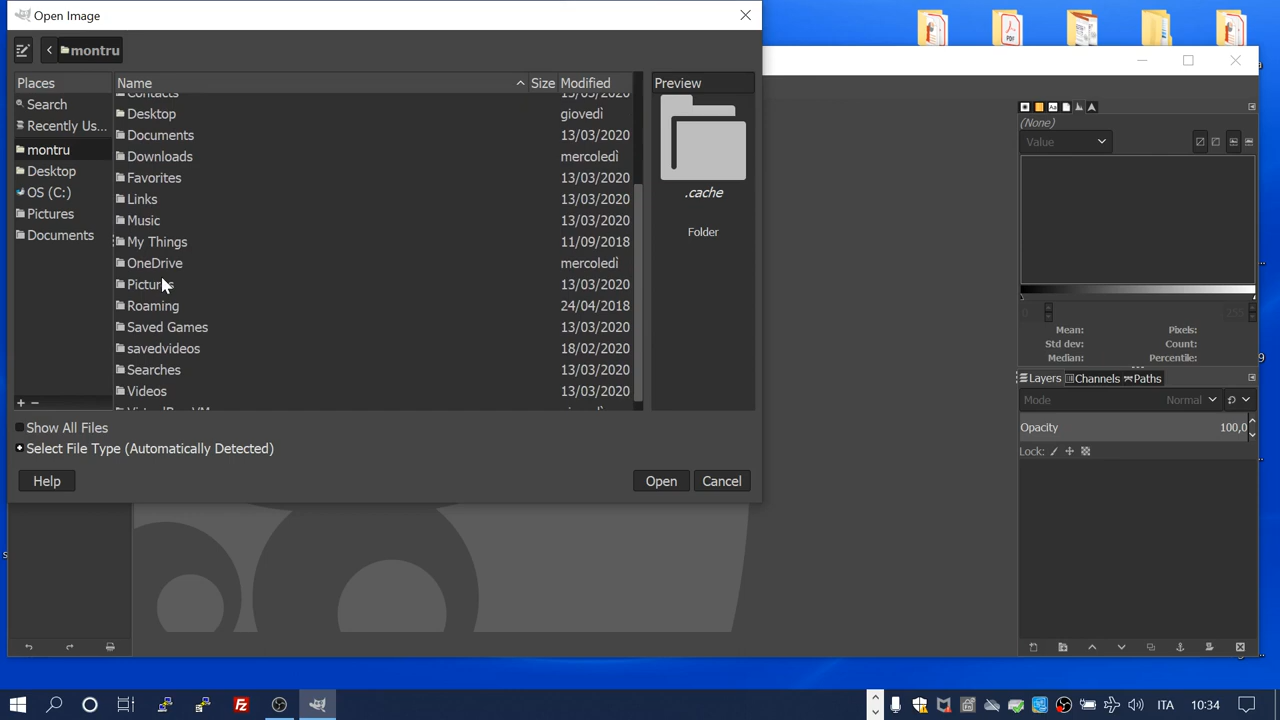 Open Image
montru
Places
Name
Size
Modified
Preview
Search
Recently Us...
montru
Desktop
OS (C:)
Pictures
Documents
Contacts 13/03/2020
Desktop giovedì
Documents 13/03/2020
Downloads mercoledì
Favorites 13/03/2020
Links 13/03/2020
Music 13/03/2020
My Things 11/09/2018
OneDrive mercoledì
Pictures 13/03/2020
Roaming 24/04/2018
Saved Games 13/03/2020
savedvideos 18/02/2020
Searches 13/03/2020
Videos 13/03/2020
.cache
Folder
Show All Files
Select File Type (Automatically Detected)
Help
Open
Cancel
PDF
(None)
Value
Mean:
Pixels:
Std dev:
Count:
Median:
Percentile:
Layers
Channels
Paths
Mode
Normal
Opacity
100,0
Lock:
ITA
10:34